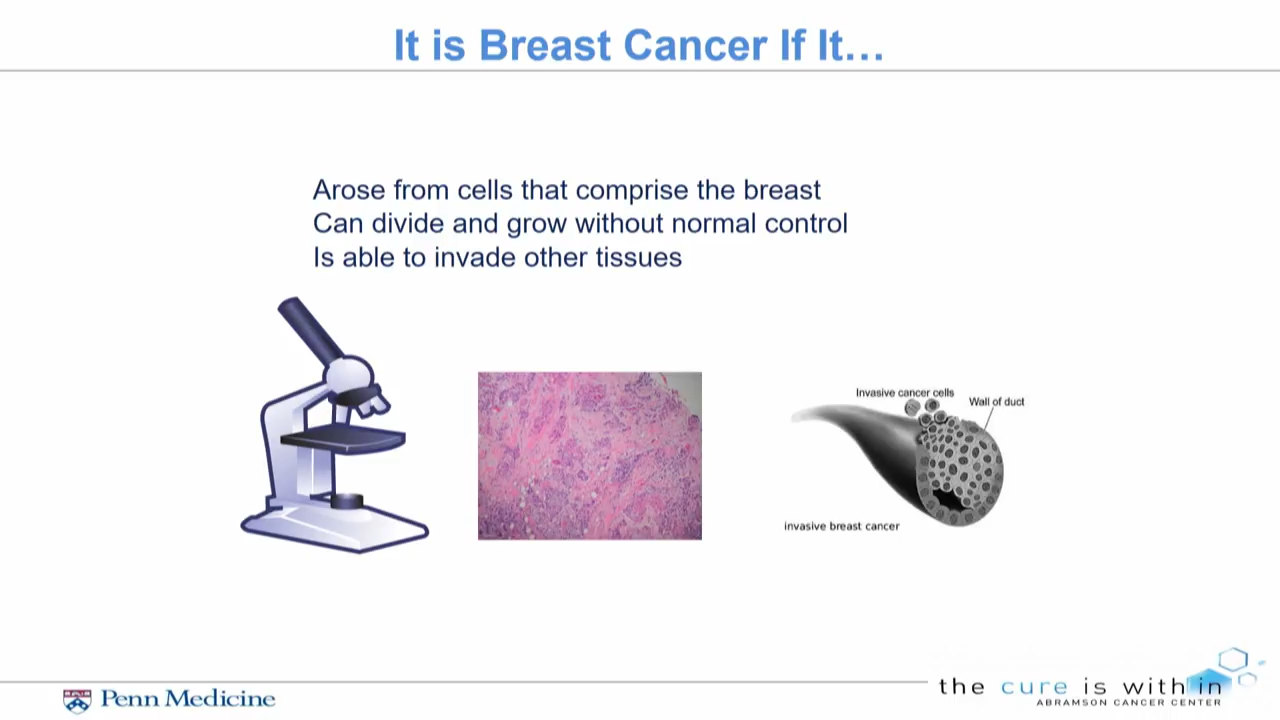 It is Breast Cancer If It…
Arose from cells that comprise the breast
Can divide and grow without normal control
Is able to invade other tissues
Invasive cancer cells
Wall of duct
invasive breast cancer
Penn Medicine
the cure is within
ABRAMSON CANCER CENTER